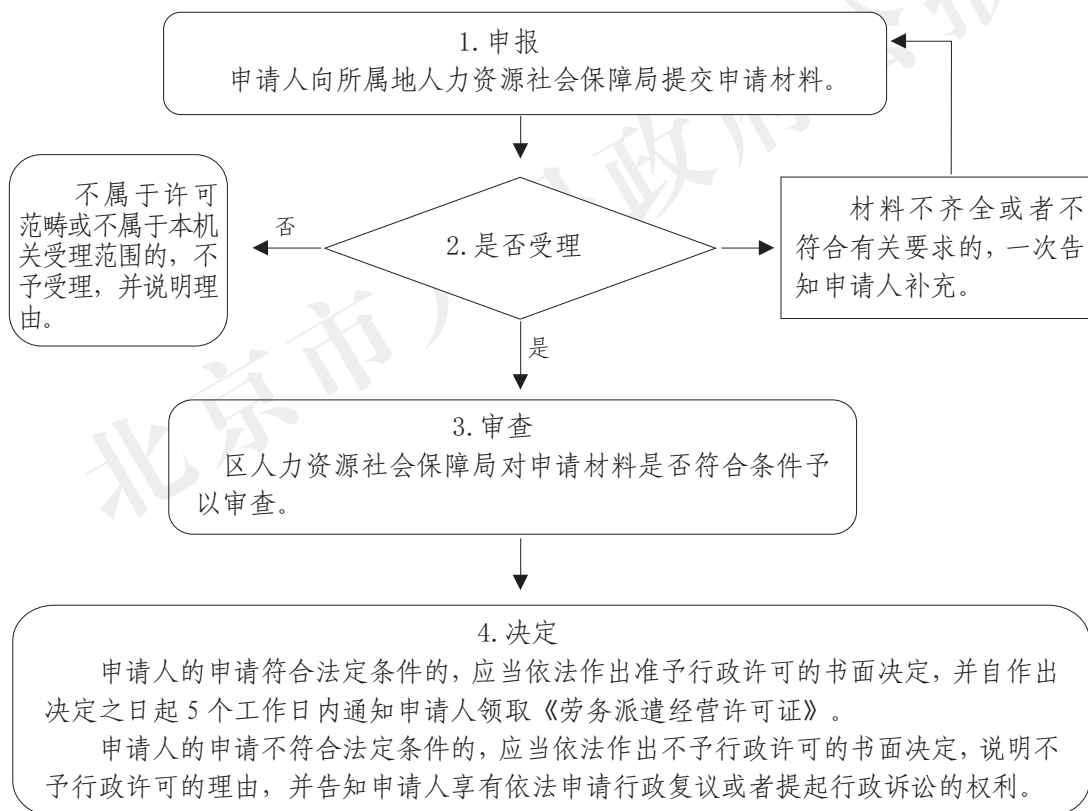 1.申报
申请人向所属地人力资源社会保障局提交申请材料。
不属于许可
范畴或不属于本机
关受理范围的，不
予受理，并说明理
由。
否
2.是否受理
材料不齐全或者不
符合有关要求的，一次告
知申请人补充。
是
3.审查
区人力资源社会保障局对申请材料是否符合条件予
以审查。
4.决定
申请人的申请符合法定条件的，应当依法作出准予行政许可的书面决定，并自作出
决定之日起 5 个工作日内通知申请人领取《劳务派遣经营许可证》。
申请人的申请不符合法定条件的，应当依法作出不予行政许可的书面决定，说明不
予行政许可的理由，并告知申请人享有依法申请行政复议或者提起行政诉讼的权利。
北京市人民政府公报